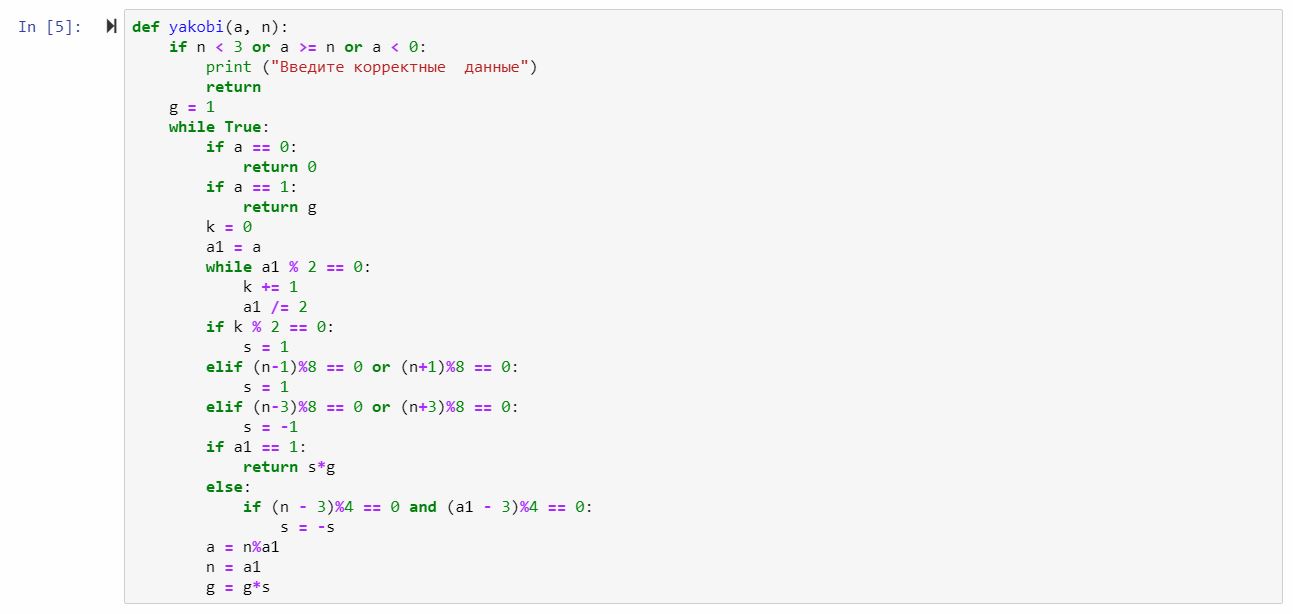 In [5]:
def yakobi(a, n):
    if n < 3 or a >= n or a < 0:
        print ("Введите корректные  данные")
        return
    g = 1
    while True:
        if a == 0:
            return 0
        if a == 1:
            return g
        k = 0
        a1 = a
        while a1 % 2 == 0:
            k += 1
            a1 /= 2
        if k % 2 == 0:
            s = 1
        elif (n-1)%8 == 0 or (n+1)%8 == 0:
            s = 1
        elif (n-3)%8 == 0 or (n+3)%8 == 0:
            s = -1
        if a1 == 1:
            return s*g
        else:
            if (n - 3)%4 == 0 and (a1 - 3)%4 == 0:
                s = -s
        a = n%a1
        n = a1
        g = g*s